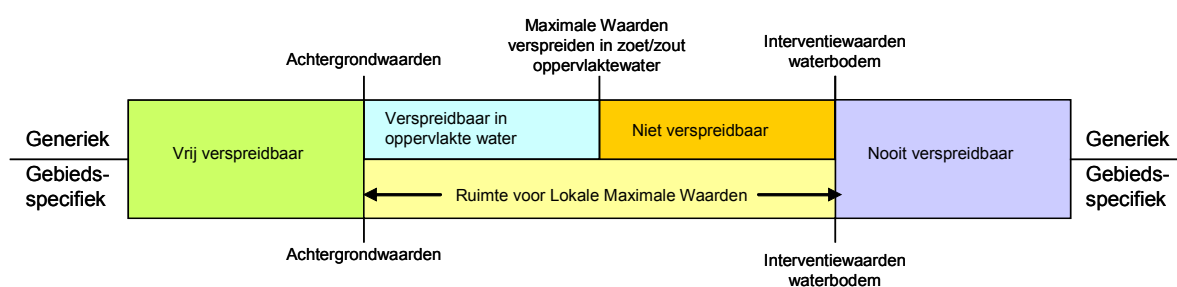 Maximale Waarden
verspreiden in zoet/zout
oppervlaktewater
Achtergrondwaarden
Interventiewaarden
waterbodem
Generiek
Gebieds-
specifiek
Vrij verspreidbaar
Verspreidbaar in
oppervlakte water
Niet verspreidbaar
Nooit verspreidbaar
Ruimte voor Lokale Maximale Waarden
Generiek
Gebieds-
specifiek
Achtergrondwaarden
Interventiewaarden
waterbodem